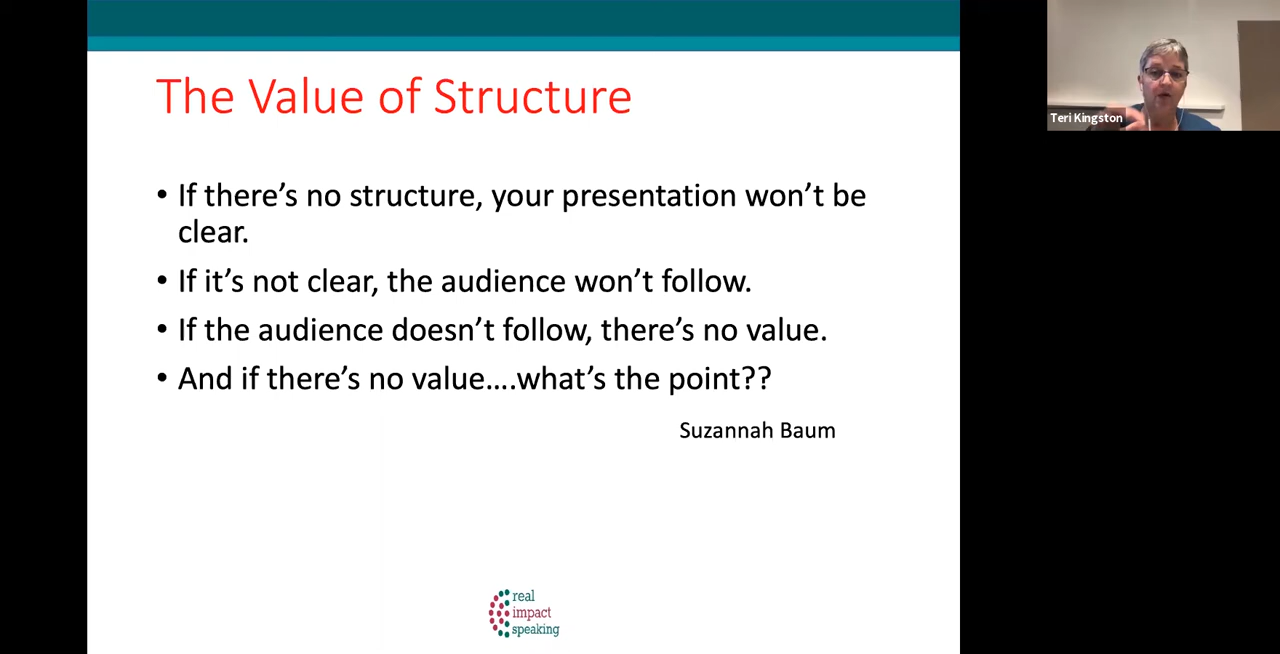 The Value of Structure
• If there's no structure, your presentation won't be
clear.
• If it's not clear, the audience won't follow.
• If the audience doesn't follow, there's no value.
• And if there's no value....what's the point??
Suzannah Baum
real
impact
speaking
Teri Kingston